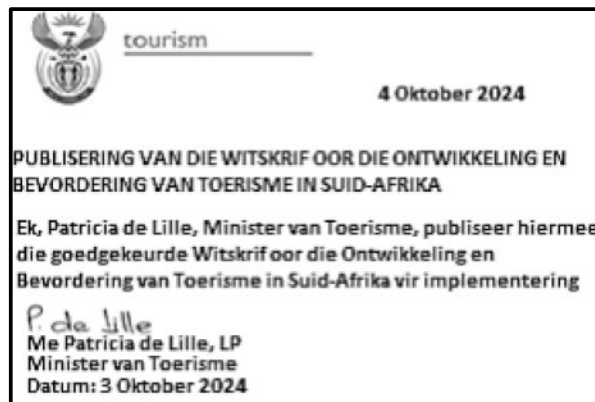 tourism
4 Oktober 2024
PUBLISERING VAN DIE WITSKRIF OOR DIE ONTWIKKELING EN
BEVORDERING VAN TOERISME IN SUID-AFRIKA
Ek, Patricia de Lille, Minister van Toerisme, publiseer hiermee
die goedgekeurde Witskrif oor die Ontwikkeling en
Bevordering van Toerisme in Suid-Afrika vir implementering
P. de Lille
Me Patricia de Lille, LP
Minister van Toerisme
Datum: 3 Oktober 2024